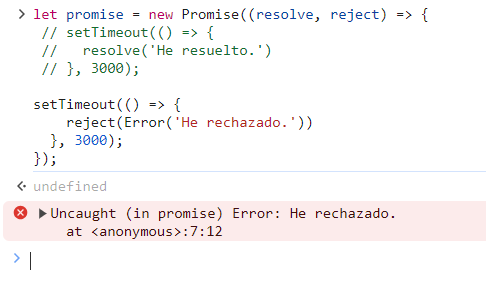 let promise = new Promise((resolve, reject) => {
// setTimeout(() => {
//   resolve('He resuelto.')
// }, 3000);
setTimeout(() => {
reject(Error('He rechazado.'))
}, 3000);
});
undefined
Uncaught (in promise) Error: He rechazado.
at <anonymous>:7:12